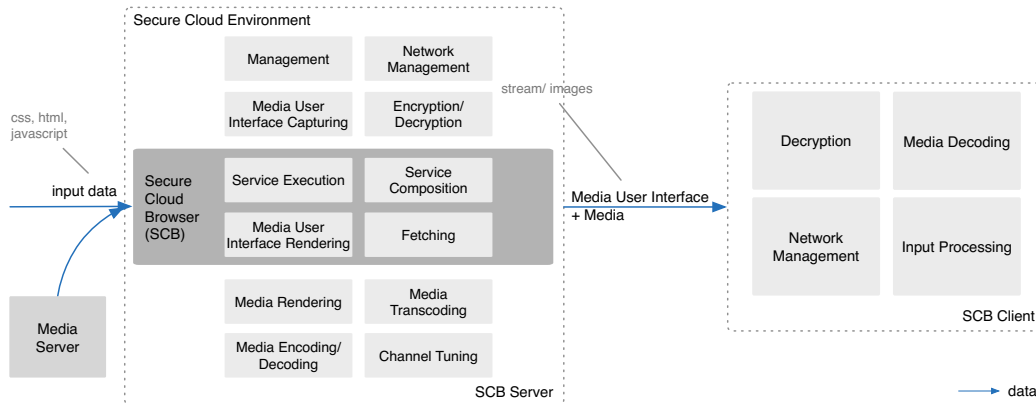 Secure Cloud Environment
Management
Network
Management
Media User
Interface Capturing
Encryption/
Decryption
stream/ images
css, html,
javascript
input data
Secure
Cloud
Browser
(SCB)
Service Execution
Service
Composition
Media User
Interface Rendering
Fetching
Media User Interface
+ Media
Media Rendering
Media
Transcoding
Media Encoding/
Decoding
Channel Tuning
SCB Server
Media
Server
Decryption
Media Decoding
Network
Management
Input Processing
SCB Client
data